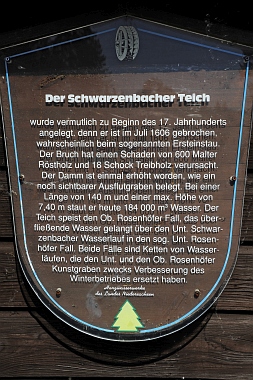 Der Schwarzenbacher Teich
wurde vermutlich zu Beginn des 17. Jahrhunderts
angelegt, denn er ist im Juli 1606 gebrochen,
wahrscheinlich beim sogenannten Ersteinstau.
Der Bruch hat einen Schaden von 600 Malter
Röstholz und 18 Schock Treibholz verursacht.
Der Damm ist einmal erhöht worden, wie ein
noch sichtbarer Ausflutgraben belegt. Bei einer
Länge von 140 m und einer max. Höhe von
7,40 m staut er heute 184 000 m³ Wasser. Der
Teich speist den Ob. Rosenhöfer Fall, das über-
fließende Wasser gelangt über den Unt. Schwar-
zenbacher Wasserlauf in den sog. Unt. Rosen-
höfer Fall. Beide Fälle sind Ketten von Wasser-
läufen, die den Unt. und den Ob. Rosenhöfer
Kunstgraben zwecks Verbesserung des
Winterbetriebes ersetzt haben.
Harzwasserwerke
des Landes Niedersachsen